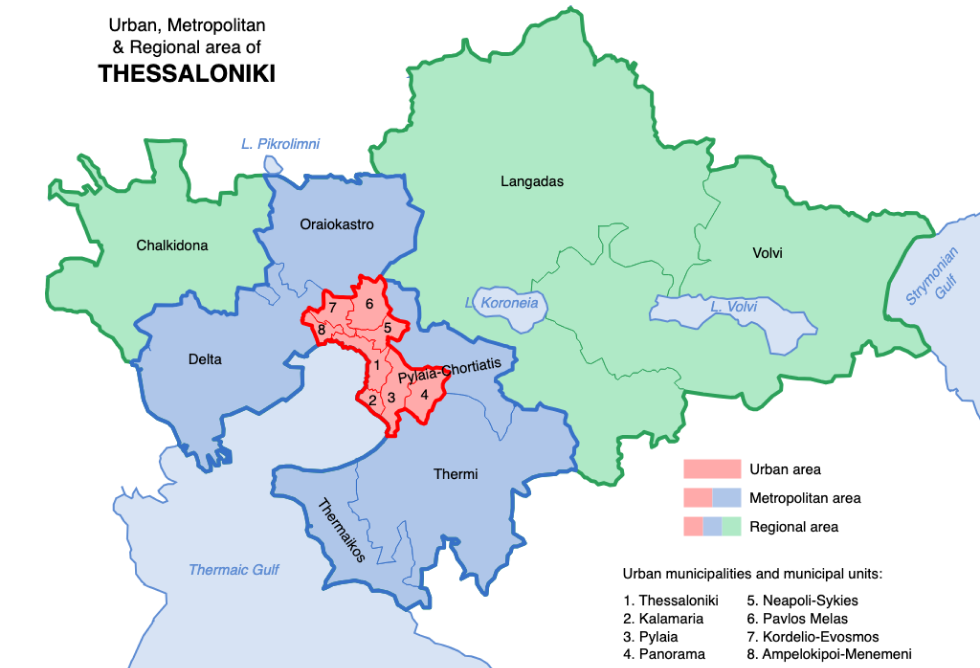 Urban, Metropolitan
& Regional area of
THESSALONIKI
L. Pikrolimni
Langadas
Oraiokastro
Chalkidona
Volvi
Strymonian
Gulf
L. Koroneia
L. Volvi
6
7
5
8
Delta
1
Pylaia-Chortiatis
2
3
4
Thermi
Thermaikos
Thermaic Gulf
Urban area
Metropolitan area
Regional area
Urban municipalities and municipal units:
1. Thessaloniki
2. Kalamaria
3. Pylaia
4. Panorama
5. Neapoli-Sykies
6. Pavlos Melas
7. Kordelio-Evosmos
8. Ampelokipoi-Menemeni